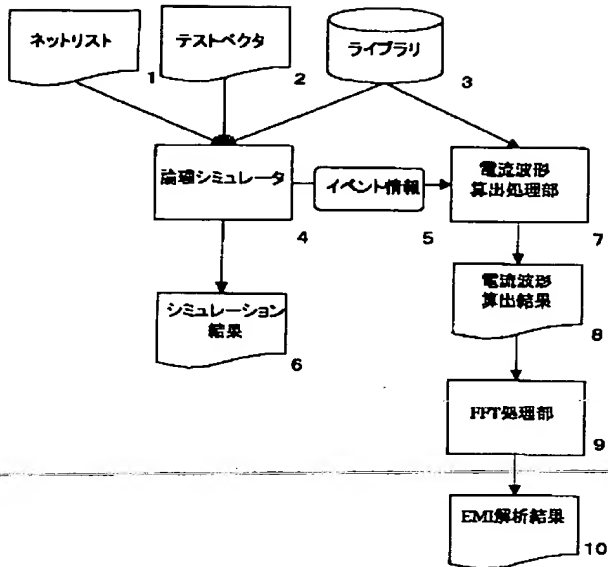 ネットリスト
1
テストベクタ
2
ライブラリ
3
論理シミュレータ
4
イベント情報
5
電流波形
算出処理部
7
シミュレーション
結果
6
電流波形
算出結果
8
FFT処理部
9
EMI解析結果
10